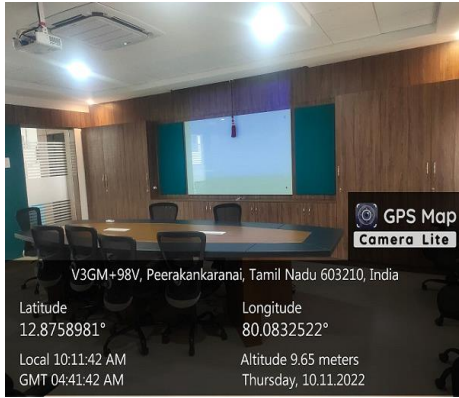 GPS Map
Camera Lite
V3GM+98V, Peerakankaranai, Tamil Nadu 603210, India
Latitude
12.8758981°
Longitude
80.0832522°
Local 10:11:42 AM
GMT 04:41:42 AM
Altitude 9.65 meters
Thursday, 10.11.2022